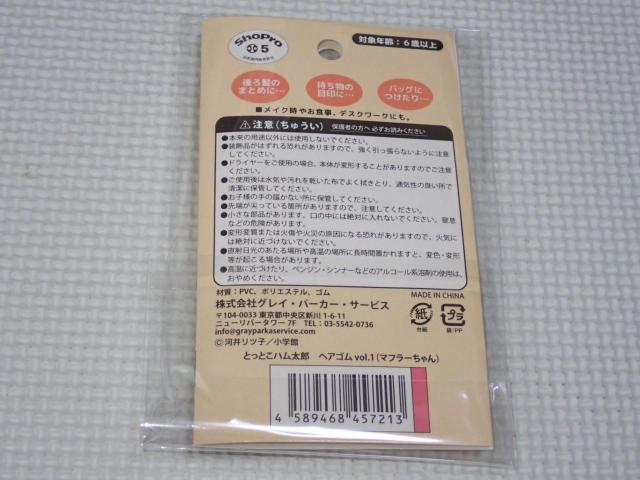 ShoPro
5
対象年齢：6歳以上
後ろ髪の
まとめに…
持ち物の
目印に…
バッグに
つけたり…
■メイク時やお食事、デスクワークにも。
注意(ちゅうい) 保護者の方へ 必ずお読みください
●本来の用途以外には使用しないでください。
●装飾品がはずれる恐れがありますので、強く引っ張らないように注意
してください。
●ドライヤーをご使用の場合、本体が変形することがありますのでご注意
ください。
●ご使用後は水気や汚れを乾いた布でよく拭きとり、通気性の良い所で
清潔に保管してください。
●お子様の手の届かない所に保管してください。
●先端が尖っている箇所がありますので、注意してください。
●小さな部品があります。口の中には絶対に入れないでください。窒息
などの危険があります。
●変形変質または火傷や火災の原因になる恐れがありますので、火気に
は絶対に近づけないでください。
●直射日光のあたる場所や高温の場所に長時間置かれますと、変色・変形
等が起こる場合があります。
●高温に近づけたり、ベンジン・シンナーなどのアルコール系溶剤の使用は、
おやめください。
材質：PVC、ポリエステル、ゴム
株式会社グレイ・パーカー・サービス
〒104-0033 東京都中央区新川 1-6-11
ニューリバータワー 7F TEL：03-5542-0736
info@grayparkaservice.com
MADE IN CHINA
紙
台紙
プラ
袋：PP
Ⓒ 河井リツ子／小学館
とっとこハム太郎 ヘアゴム vol.1（マフラーちゃん）
4 589468 457213